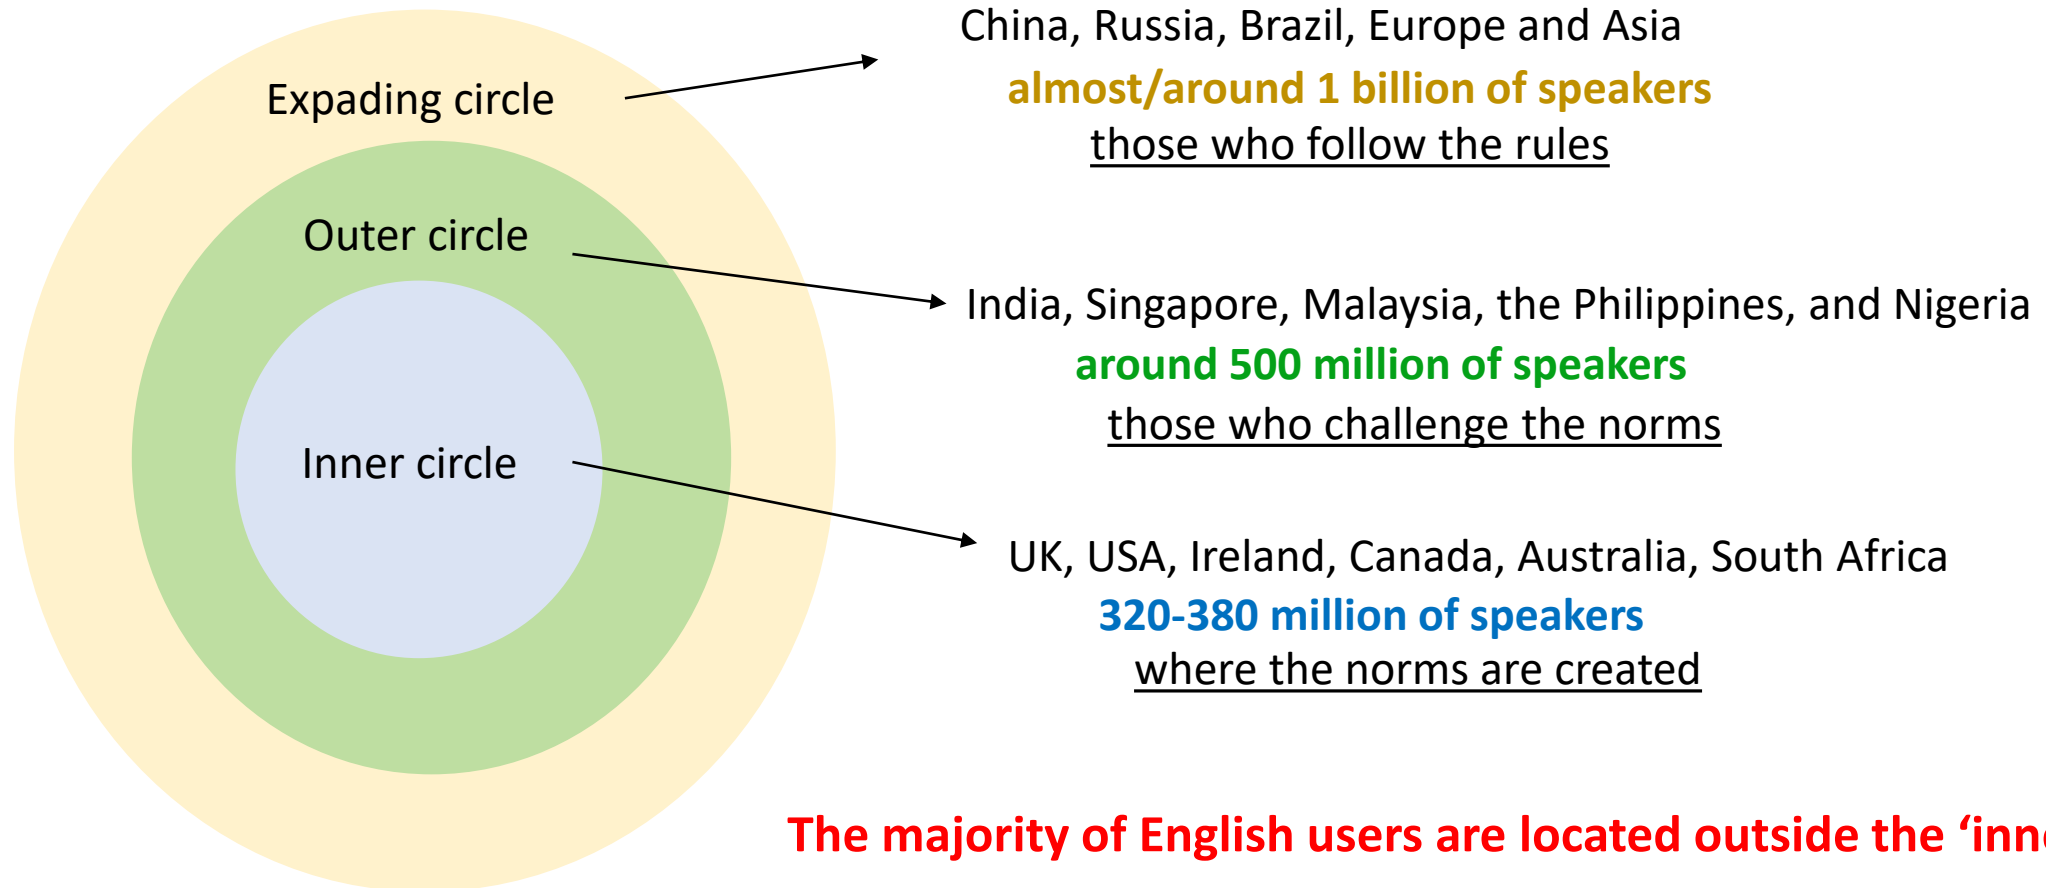 Expading circle
China, Russia, Brazil, Europe and Asia
almost/around 1 billion of speakers
those who follow the rules
Outer circle
India, Singapore, Malaysia, the Philippines, and Nigeria
around 500 million of speakers
those who challenge the norms
Inner circle
UK, USA, Ireland, Canada, Australia, South Africa
320-380 million of speakers
where the norms are created
The majority of English users are located outside the